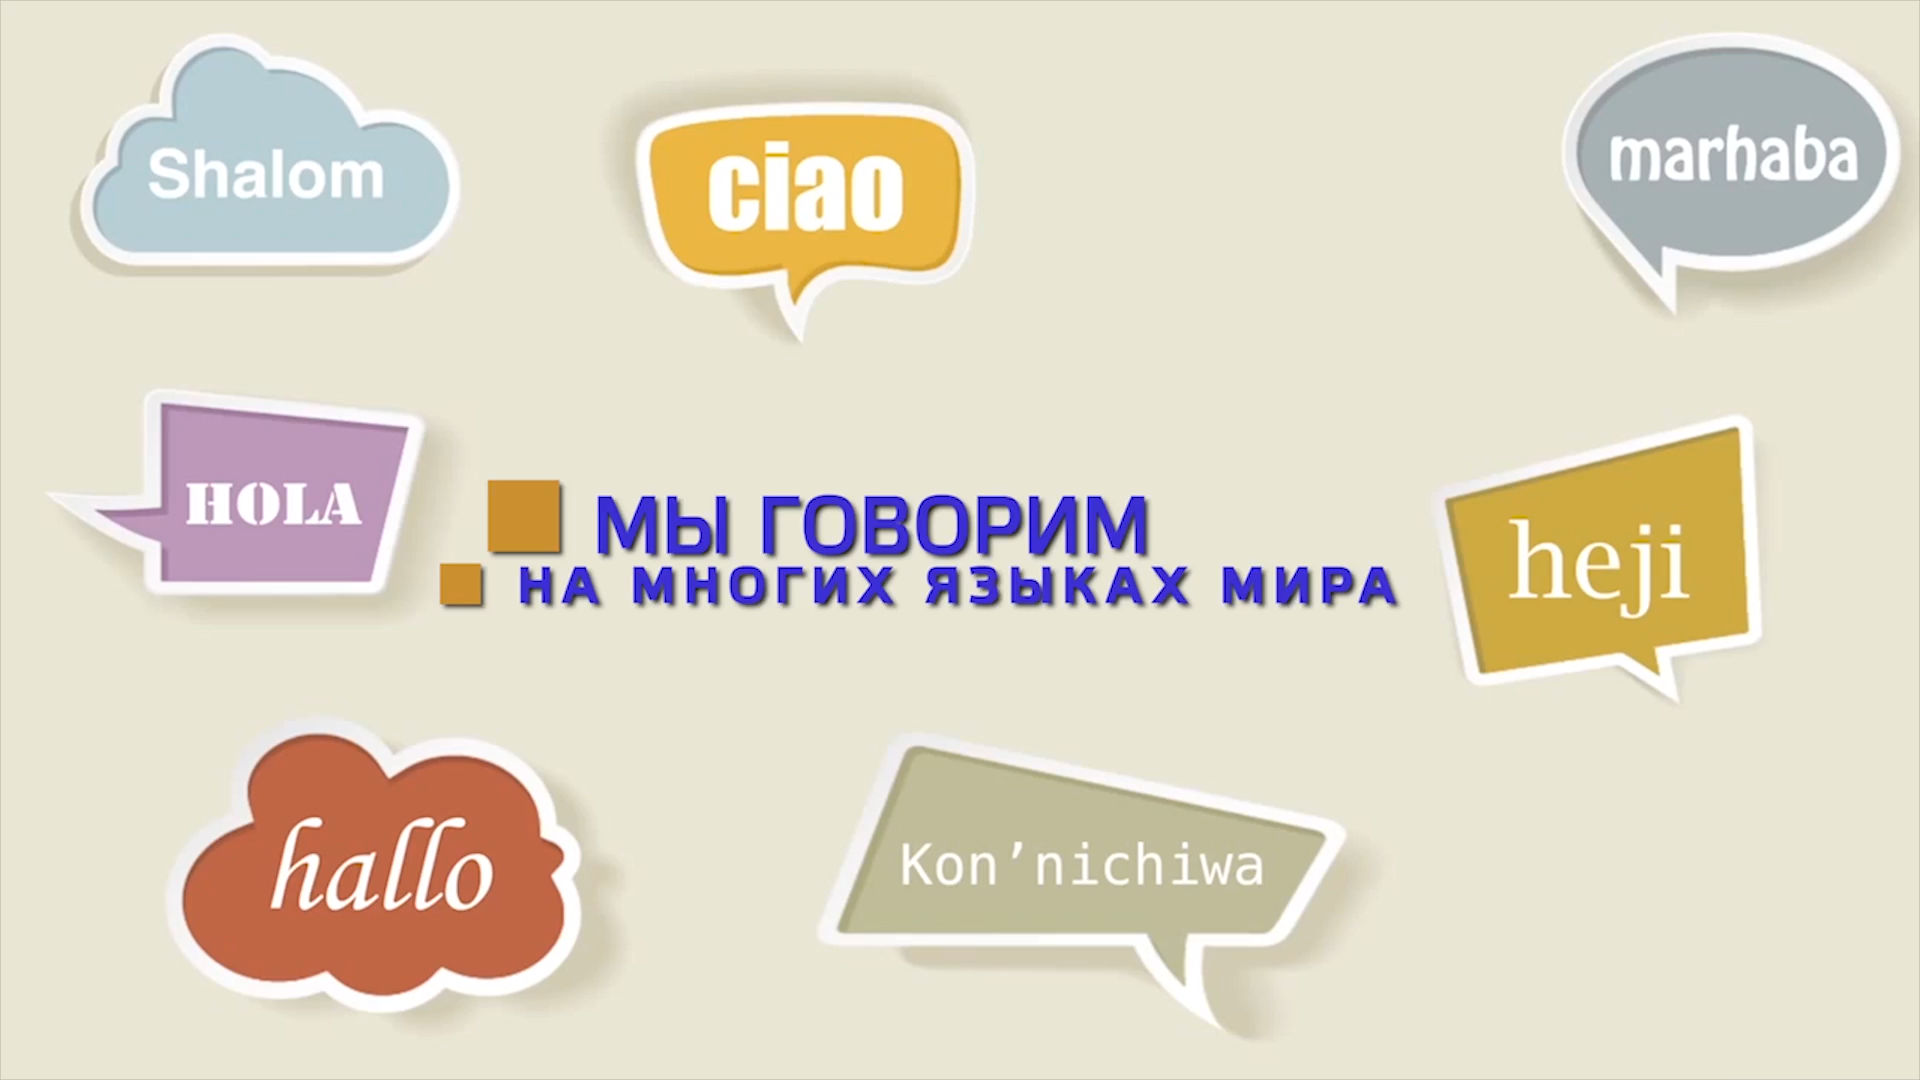 Shalom
ciao
marhaba
HOLA
МЫ ГОВОРИМ
НА МНОГИХ ЯЗЫКАХ МИРА
heji
hallo
Kon’nichiwa